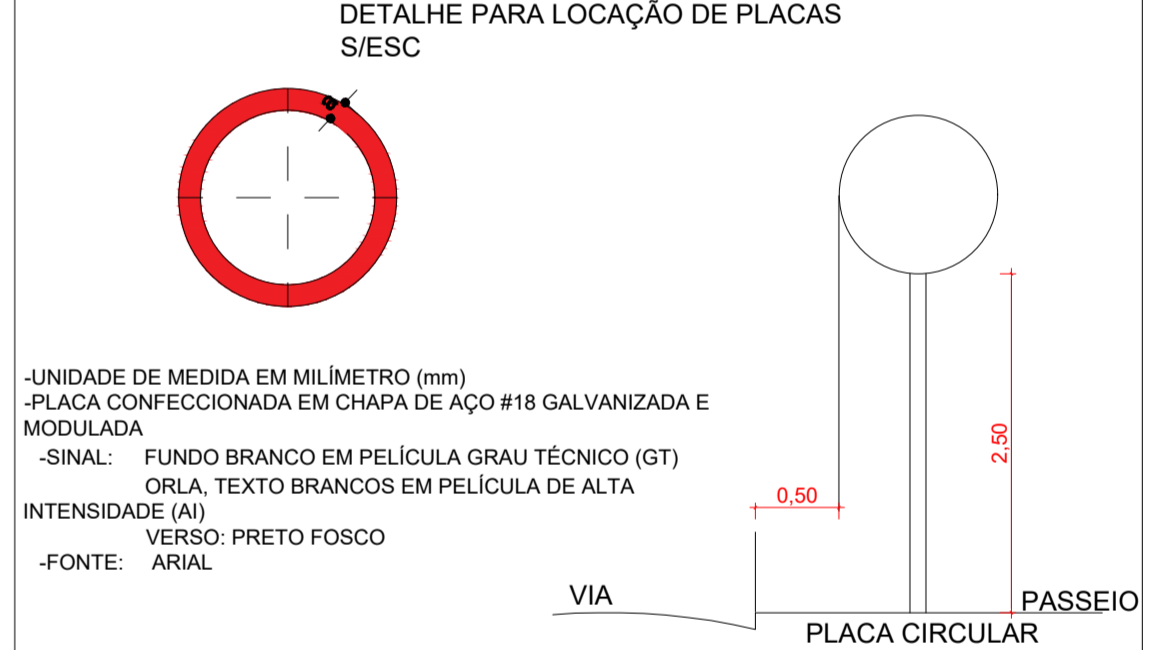 DETALHE PARA LOCAÇÃO DE PLACAS
S/ESC
-UNIDADE DE MEDIDA EM MILÍMETRO (mm)
-PLACA CONFECCIONADA EM CHAPA DE AÇO #18 GALVANIZADA E
MODULADA
-SINAL: FUNDO BRANCO EM PELÍCULA GRAU TÉCNICO (GT)
ORLA, TEXTO BRANCOS EM PELÍCULA DE ALTA
INTENSIDADE (AI)
VERSO: PRETO FOSCO
-FONTE: ARIAL
2,50
0,50
VIA
PASSEIO
PLACA CIRCULAR